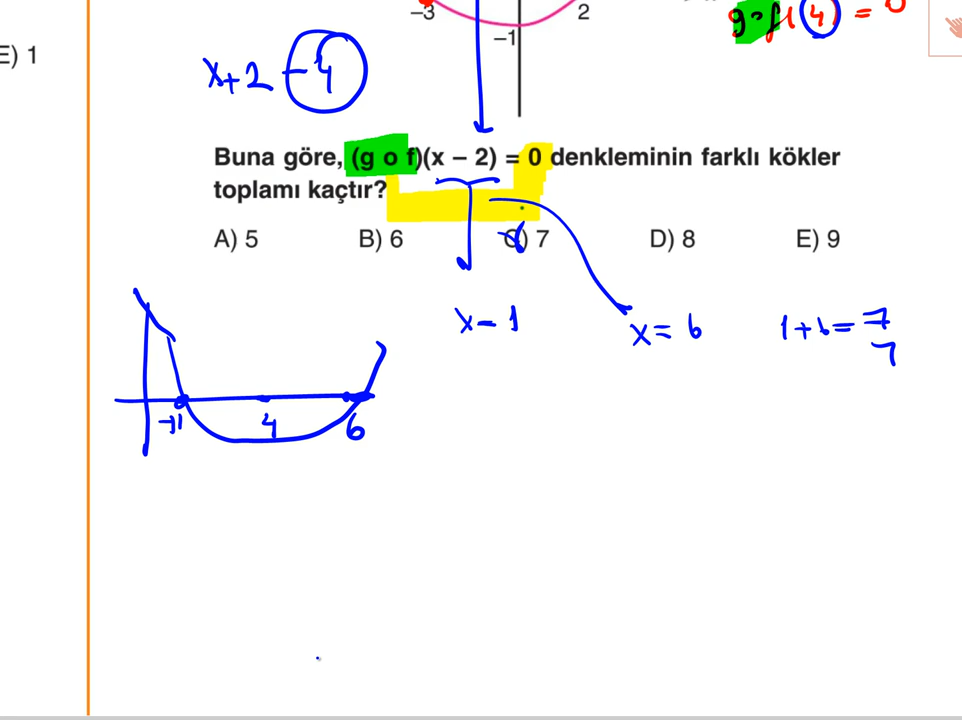 -3
2
g∘f(4) = 0
-1
E) 1
x+2 - 4
Buna göre, (g o f)(x – 2) = 0 denkleminin farklı kökler
toplamı kaçtır?
A) 5 B) 6 C) 7 D) 8 E) 9
x - 1
x = 6
1+6=7
7
4
6